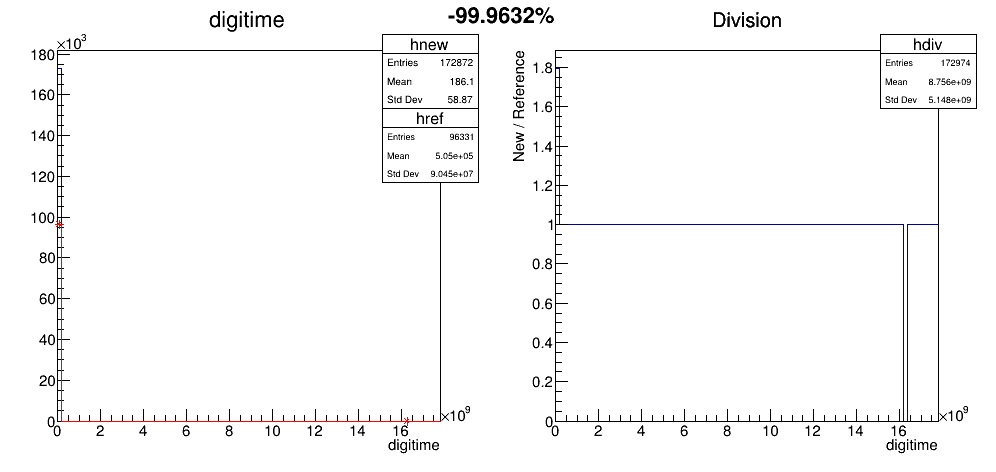 -99.9632%
digitime
×10³
hnew
Entries 172872
Mean 186.1
Std Dev 58.87
href
Entries 96331
Mean 5.05e+05
Std Dev 9.045e+07
180
160
140
120
100
80
60
40
20
0
0 2 4 6 8 10 12 14 16 ×10⁹
digitime
Division
hdiv
Entries 172974
Mean 8.756e+09
Std Dev 5.148e+09
New / Reference
1.8
1.6
1.4
1.2
1
0.8
0.6
0.4
0.2
0
0 2 4 6 8 10 12 14 16 ×10⁹
digitime